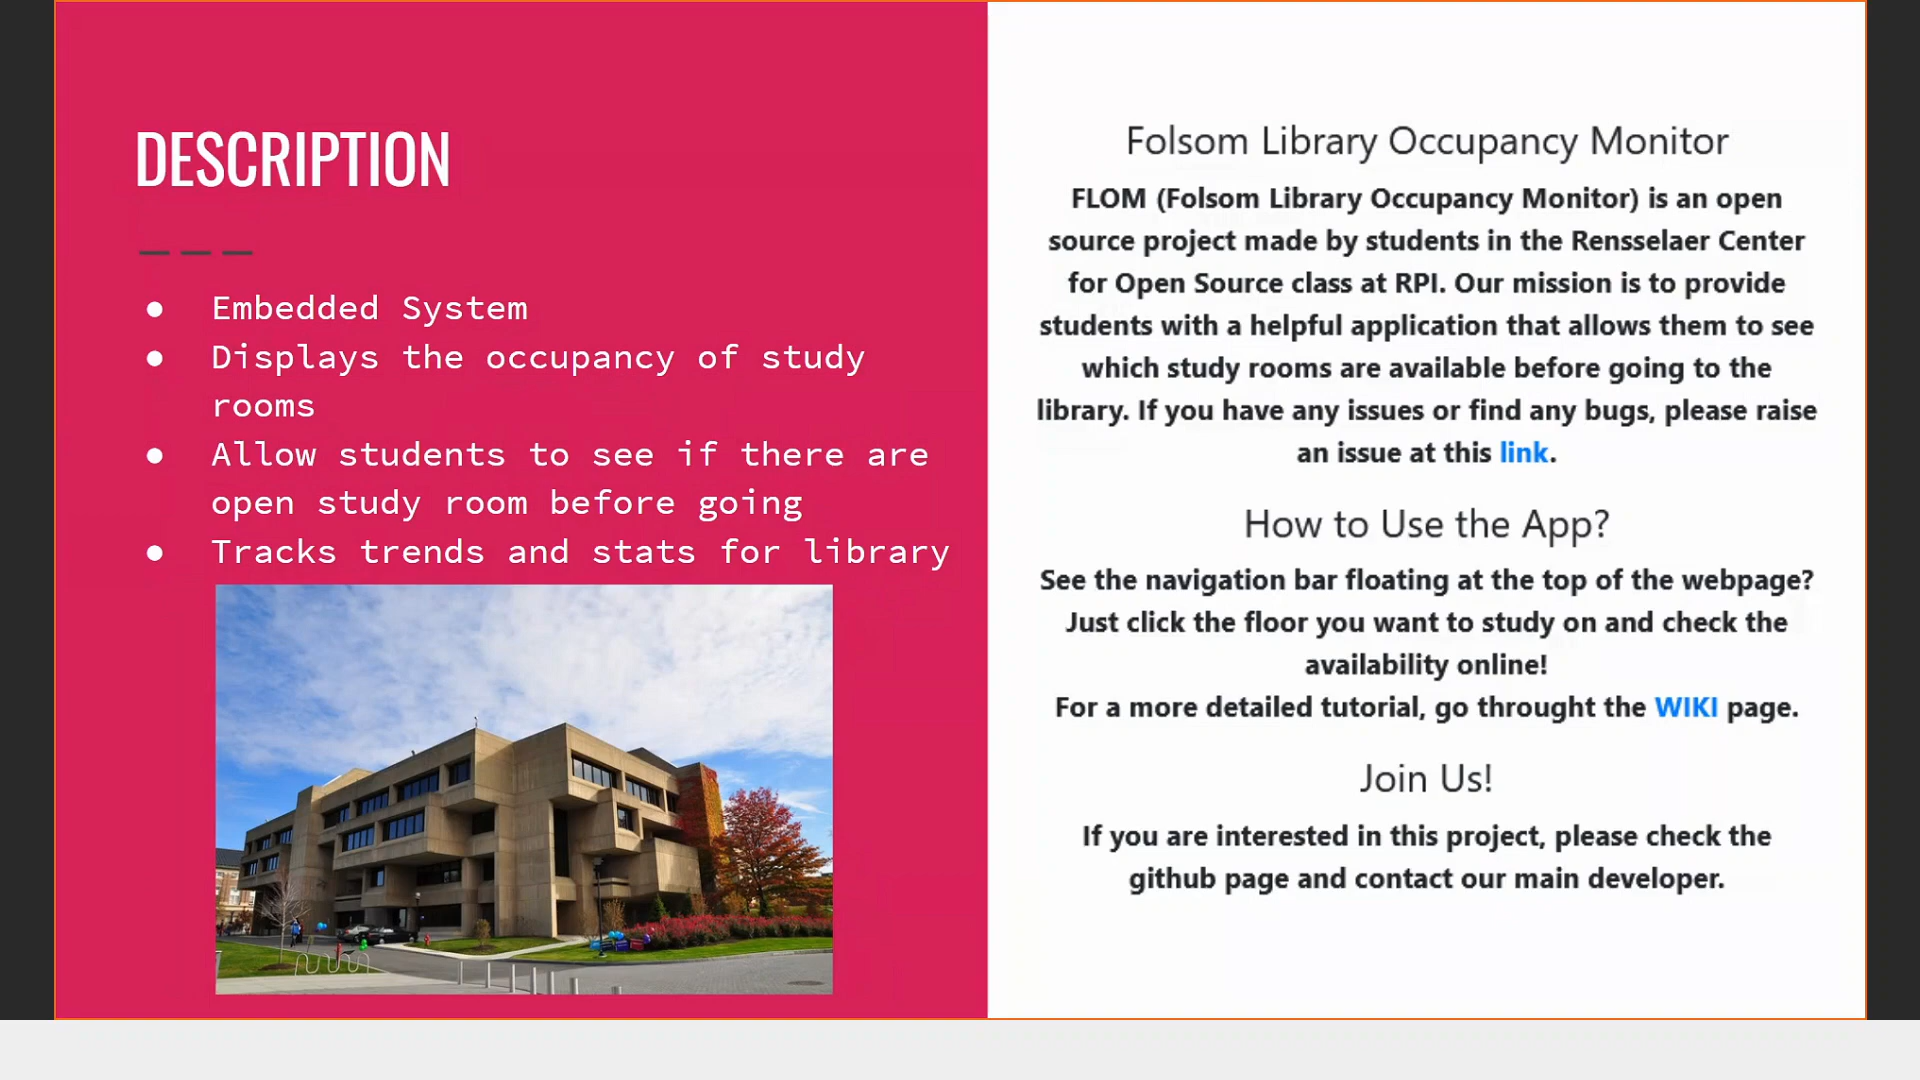 DESCRIPTION
● Embedded System
● Displays the occupancy of study
rooms
● Allow students to see if there are
open study room before going
● Tracks trends and stats for library
Folsom Library Occupancy Monitor
FLOM (Folsom Library Occupancy Monitor) is an open
source project made by students in the Rensselaer Center
for Open Source class at RPI. Our mission is to provide
students with a helpful application that allows them to see
which study rooms are available before going to the
library. If you have any issues or find any bugs, please raise
an issue at this link.
How to Use the App?
See the navigation bar floating at the top of the webpage?
Just click the floor you want to study on and check the
availability online!
For a more detailed tutorial, go throught the WIKI page.
Join Us!
If you are interested in this project, please check the
github page and contact our main developer.